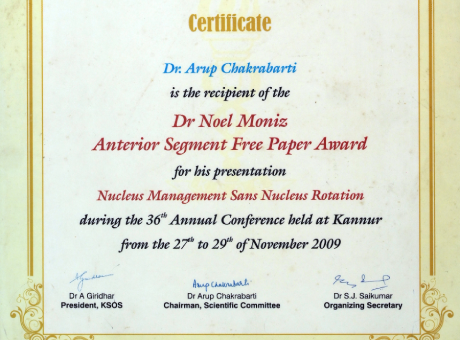 Certificate
Dr. Arup Chakrabarti
is the recipient of the
Dr Noel Moniz
Anterior Segment Free Paper Award
for his presentation
Nucleus Management Sans Nucleus Rotation
during the 36th Annual Conference held at Kannur
from the 27th to 29th of November 2009
Arup Chakrabarti
Dr A Giridhar
President, KSOS
Dr Arup Chakrabarti
Chairman, Scientific Committee
Dr S.J. Saikumar
Organizing Secretary